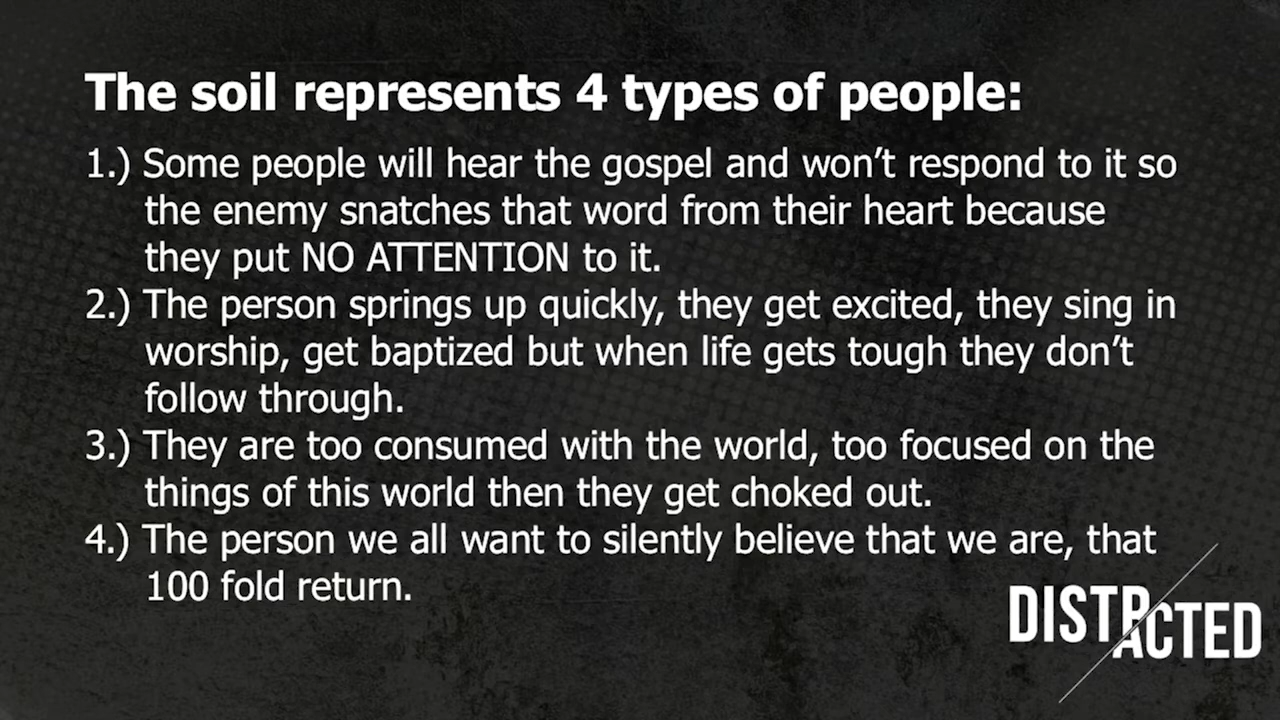 The soil represents 4 types of people:
1.) Some people will hear the gospel and won’t respond to it so
the enemy snatches that word from their heart because
they put NO ATTENTION to it.
2.) The person springs up quickly, they get excited, they sing in
worship, get baptized but when life gets tough they don’t
follow through.
3.) They are too consumed with the world, too focused on the
things of this world then they get choked out.
4.) The person we all want to silently believe that we are, that
100 fold return.
DISTRACTED